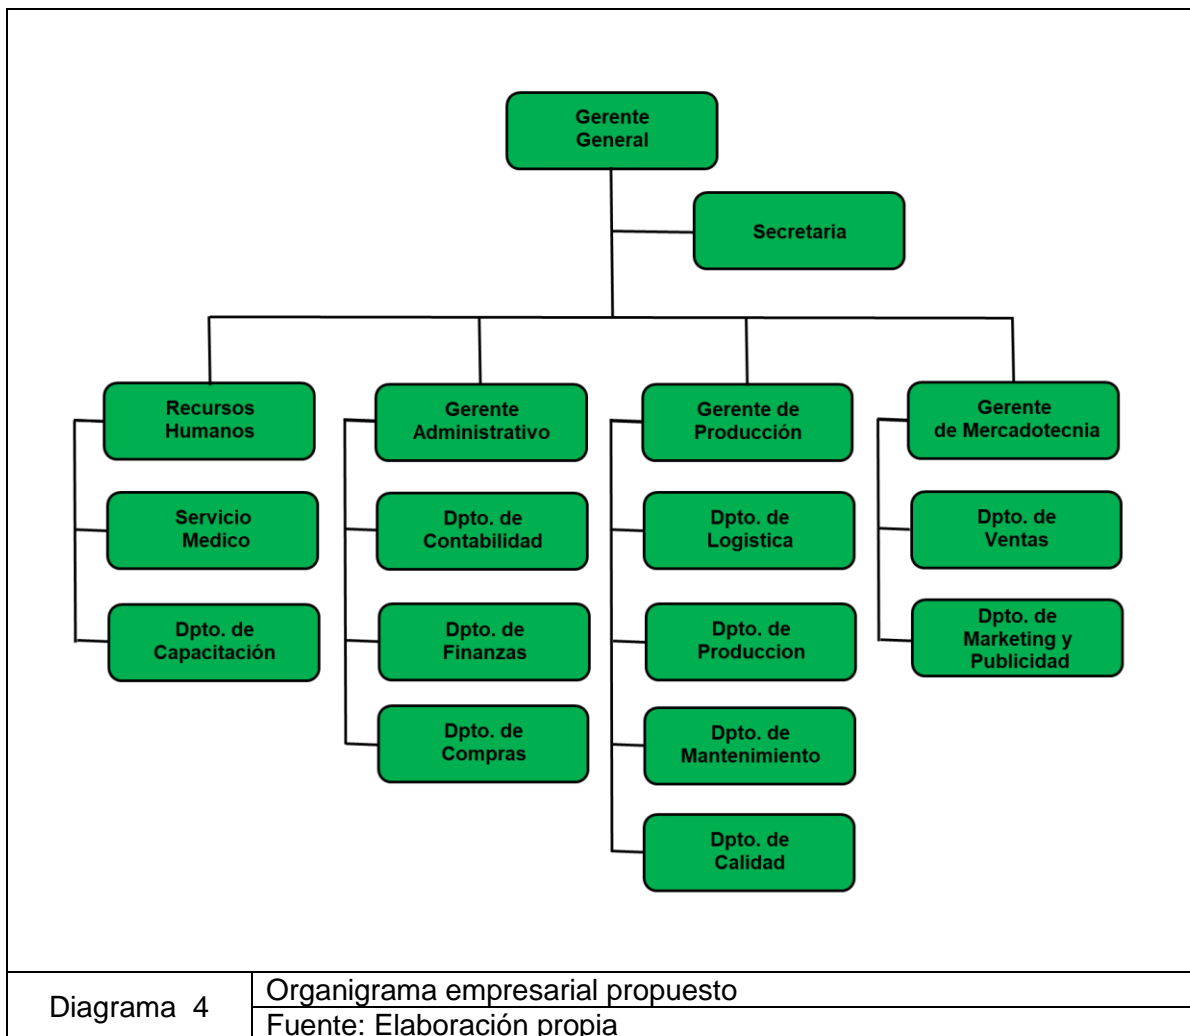 Gerente
General
Secretaria
Recursos
Humanos
Servicio
Medico
Dpto. de
Capacitación
Gerente
Administrativo
Dpto. de
Contabilidad
Dpto. de
Finanzas
Dpto. de
Compras
Gerente de
Producción
Dpto. de
Logistica
Dpto. de
Produccion
Dpto. de
Mantenimiento
Dpto. de
Calidad
Gerente
de Mercadotecnia
Dpto. de
Ventas
Dpto. de
Marketing y
Publicidad
Diagrama 4
Organigrama empresarial propuesto
Fuente: Elaboración propia